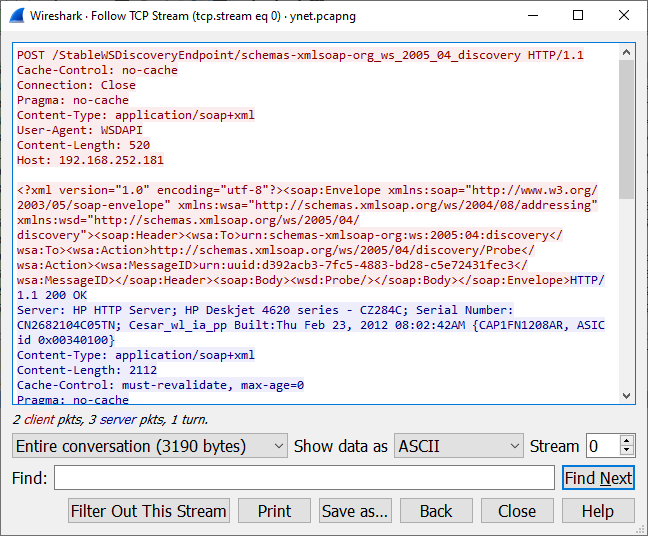 Wireshark · Follow TCP Stream (tcp.stream eq 0) · ynet.pcapng
POST /StableWSDiscoveryEndpoint/schemas-xmlsoap-org_ws_2005_04_discovery HTTP/1.1
Cache-Control: no-cache
Connection: Close
Pragma: no-cache
Content-Type: application/soap+xml
User-Agent: WSDAPI
Content-Length: 520
Host: 192.168.252.181
<?xml version="1.0" encoding="utf-8"?><soap:Envelope xmlns:soap="http://www.w3.org/
2003/05/soap-envelope" xmlns:wsa="http://schemas.xmlsoap.org/ws/2004/08/addressing"
xmlns:wsd="http://schemas.xmlsoap.org/ws/2005/04/
discovery"><soap:Header><wsa:To>urn:schemas-xmlsoap-org:ws:2005:04:discovery</
wsa:To><wsa:Action>http://schemas.xmlsoap.org/ws/2005/04/discovery/Probe</
wsa:Action><wsa:MessageID>urn:uuid:d392acb3-7fc5-4883-bd28-c5e72431fec3</
wsa:MessageID></soap:Header><soap:Body><wsd:Probe/></soap:Body></soap:Envelope>HTTP/
1.1 200 OK
Server: HP HTTP Server; HP Deskjet 4620 series - CZ284C; Serial Number:
CN2682104C05TN; Cesar_wl_ia_pp Built:Thu Feb 23, 2012 08:02:42AM {CAP1FN1208AR, ASIC
id 0x00340100}
Content-Type: application/soap+xml
Content-Length: 2112
Cache-Control: must-revalidate, max-age=0
Pragma: no-cache
2 client pkts, 3 server pkts, 1 turn.
Entire conversation (3190 bytes) Show data as ASCII Stream 0
Find: Find Next
Filter Out This Stream Print Save as... Back Close Help